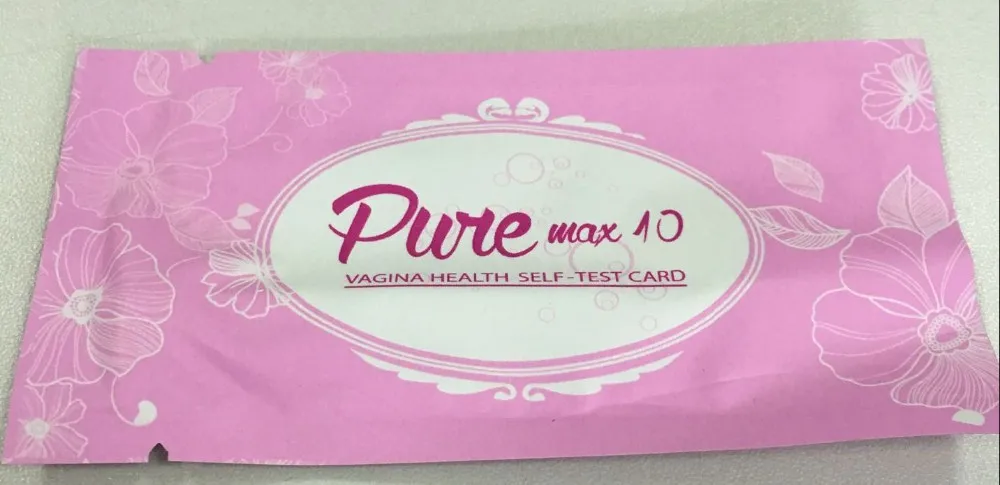 Pure max 10
VAGINA HEALTH SELF-TEST CARD